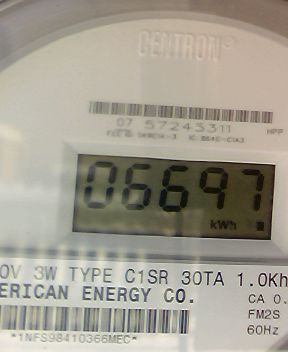 CENTRON®
07 57245311
HPP
06697
kWh
0V 3W TYPE C1SR 30TA 1.0Kh
ERICAN ENERGY CO.
CA 0.
FM2S
60Hz
*1NFS98410366MEC*